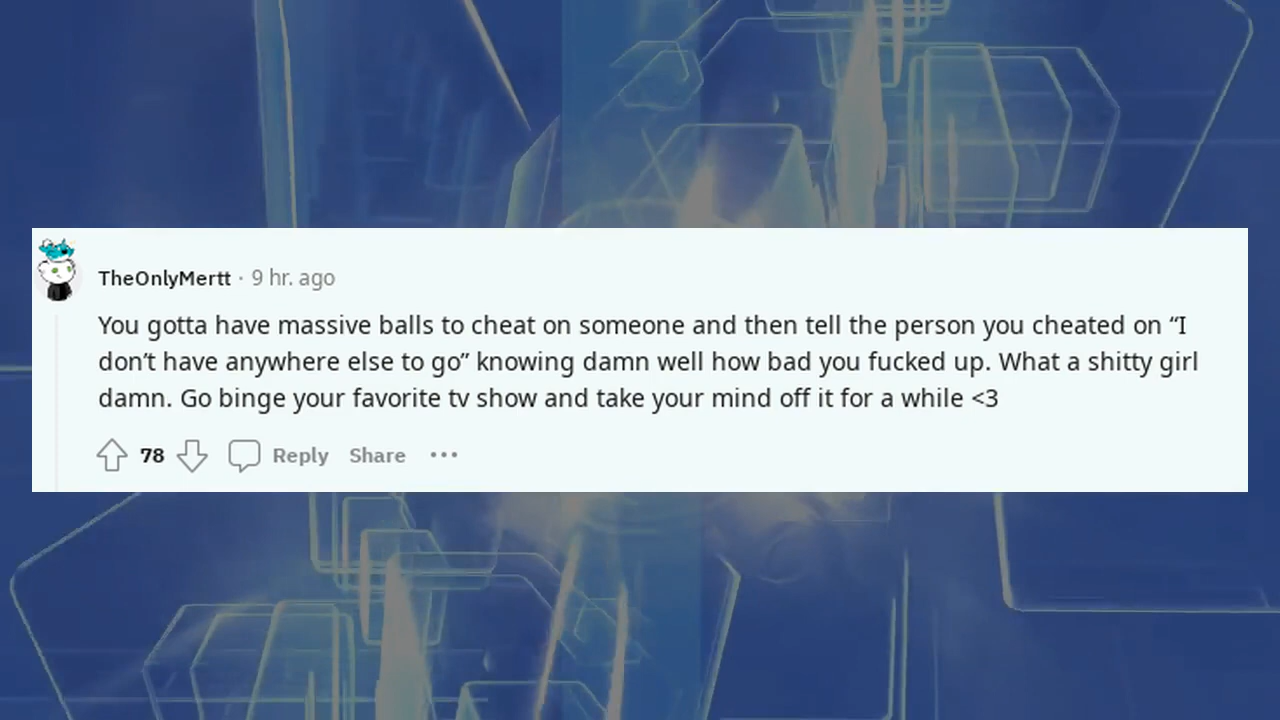 TheOnlyMertt · 9 hr. ago
You gotta have massive balls to cheat on someone and then tell the person you cheated on “I
don’t have anywhere else to go” knowing damn well how bad you fucked up. What a shitty girl
damn. Go binge your favorite tv show and take your mind off it for a while <3
78 Reply Share ···